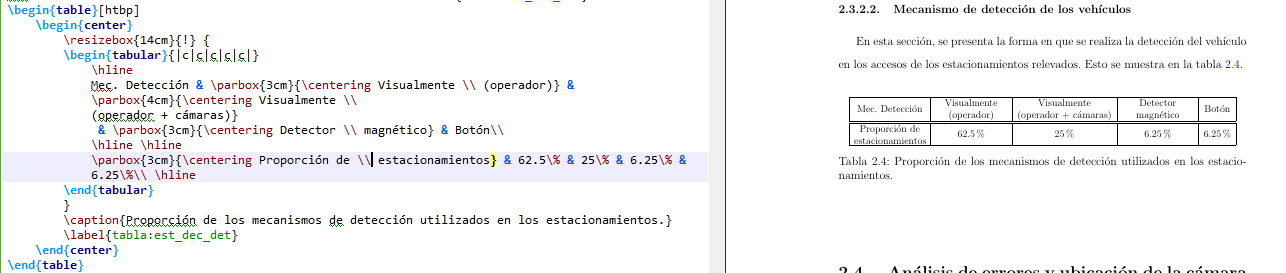 \begin{table}[htbp]
\begin{center}
\resizebox{14cm}{!} {
\begin{tabular}{|c|c|c|c|c|}
\hline
Mec. Detección & \parbox{3cm}{\centering Visualmente \\ (operador)} &
\parbox{4cm}{\centering Visualmente \\
(operador + cámaras)}
& \parbox{3cm}{\centering Detector \\ magnético} & Botón\\
\hline \hline
\parbox{3cm}{\centering Proporción de \\ estacionamientos} & 62.5\% & 25\% & 6.25\% &
6.25\%\\ \hline
\end{tabular}
}
\caption{Proporción de los mecanismos de detección utilizados en los estacionamientos.}
\label{tabla:est_dec_det}
\end{center}
\end{table}
2.3.2.2. Mecanismo de detección de los vehículos
En esta sección, se presenta la forma en que se realiza la detección del vehículo
en los accesos de los estacionamientos relevados. Esto se muestra en la tabla 2.4.
Mec. Detección Visualmente (operador) Visualmente (operador + cámaras) Detector magnético Botón
Proporción de estacionamientos 62.5 % 25 % 6.25 % 6.25 %
Tabla 2.4: Proporción de los mecanismos de detección utilizados en los estacio-
namientos.
2.4. Análisis de errores y ubicación de la cámara